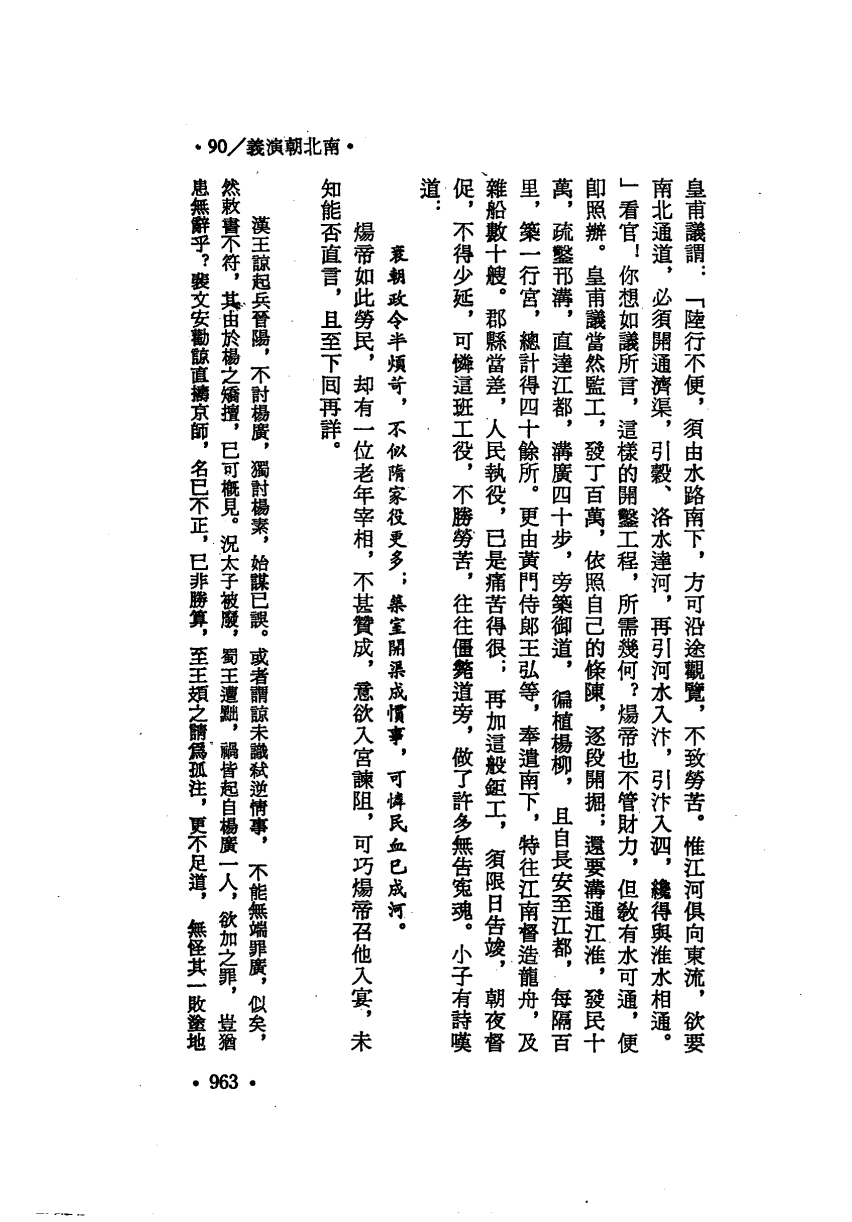 ·90／義演朝北南·
皇甫議謂：「陸行不便，須由水路南下，方可沿途觀覽，不致勞苦。惟江河俱向東流，欲要
南北通道，必須開通濟渠，引穀、洛水達河，再引河水入汴，引汴入泗，纔得與淮水相通。
」看官！你想如議所言，這樣的開鑿工程，所需幾何？煬帝也不管財力，但敎有水可通，便
卽照辦。皇甫議當然監工，發丁百萬，依照自己的條陳，逐段開掘；還要溝通江淮，發民十
萬，疏鑿邗溝，直達江都，溝廣四十步，旁築御道，徧植楊柳，且自長安至江都，每隔百
里，築一行宮，總計得四十餘所。更由黃門侍郞王弘等，奉遣南下，特往江南督造龍舟，及
雜船數十艘。郡縣當差，人民執役，已是痛苦得很；再加這般鉅工，須限日告竣，朝夜督
促，不得少延，可憐這班工役，不勝勞苦，往往僵斃道旁，做了許多無告寃魂。小子有詩嘆
道：
衰朝政令半煩苛，不似隋家役更多；築室開渠成慣事，可憐民血已成河。
煬帝如此勞民，却有一位老年宰相，不甚贊成，意欲入宮諫阻，可巧煬帝召他入宴，未
知能否直言，且至下回再詳。
漢王諒起兵晉陽，不討楊廣，獨討楊素，始謀已誤。或者謂諒未識弑逆情事，不能無端罪廣，似矣，
然敕書不符，其由於楊之矯擅，已可概見。況太子被廢，蜀王遭黜，禍皆起自楊廣一人，欲加之罪，豈猶
患無辭乎？裴文安勸諒直擣京師，名已不正，已非勝算，至王頍之請爲孤注，更不足道，無怪其一敗塗地
·963·